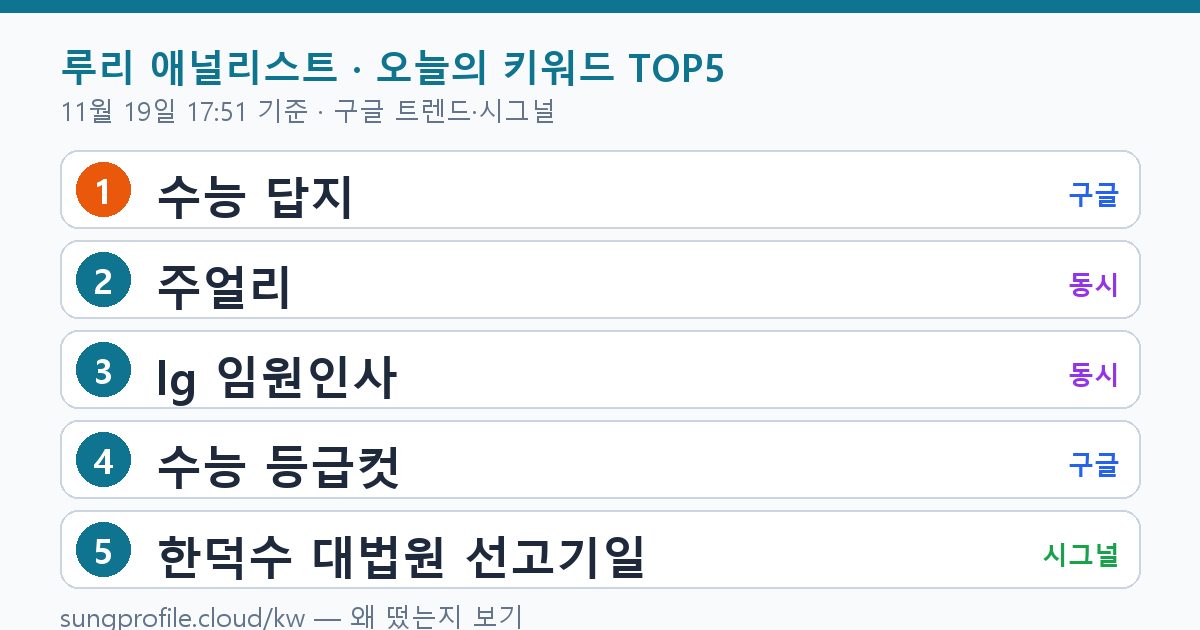 루리 애널리스트 · 오늘의 키워드 TOP5
11월 19일 17:51 기준 · 구글 트렌드·시그널
1 수능 답지 구글
2 주얼리 동시
3 lg 임원인사 동시
4 수능 등급컷 구글
5 한덕수 대법원 선고기일 시그널
sungprofile.cloud/kw — 왜 떴는지 보기